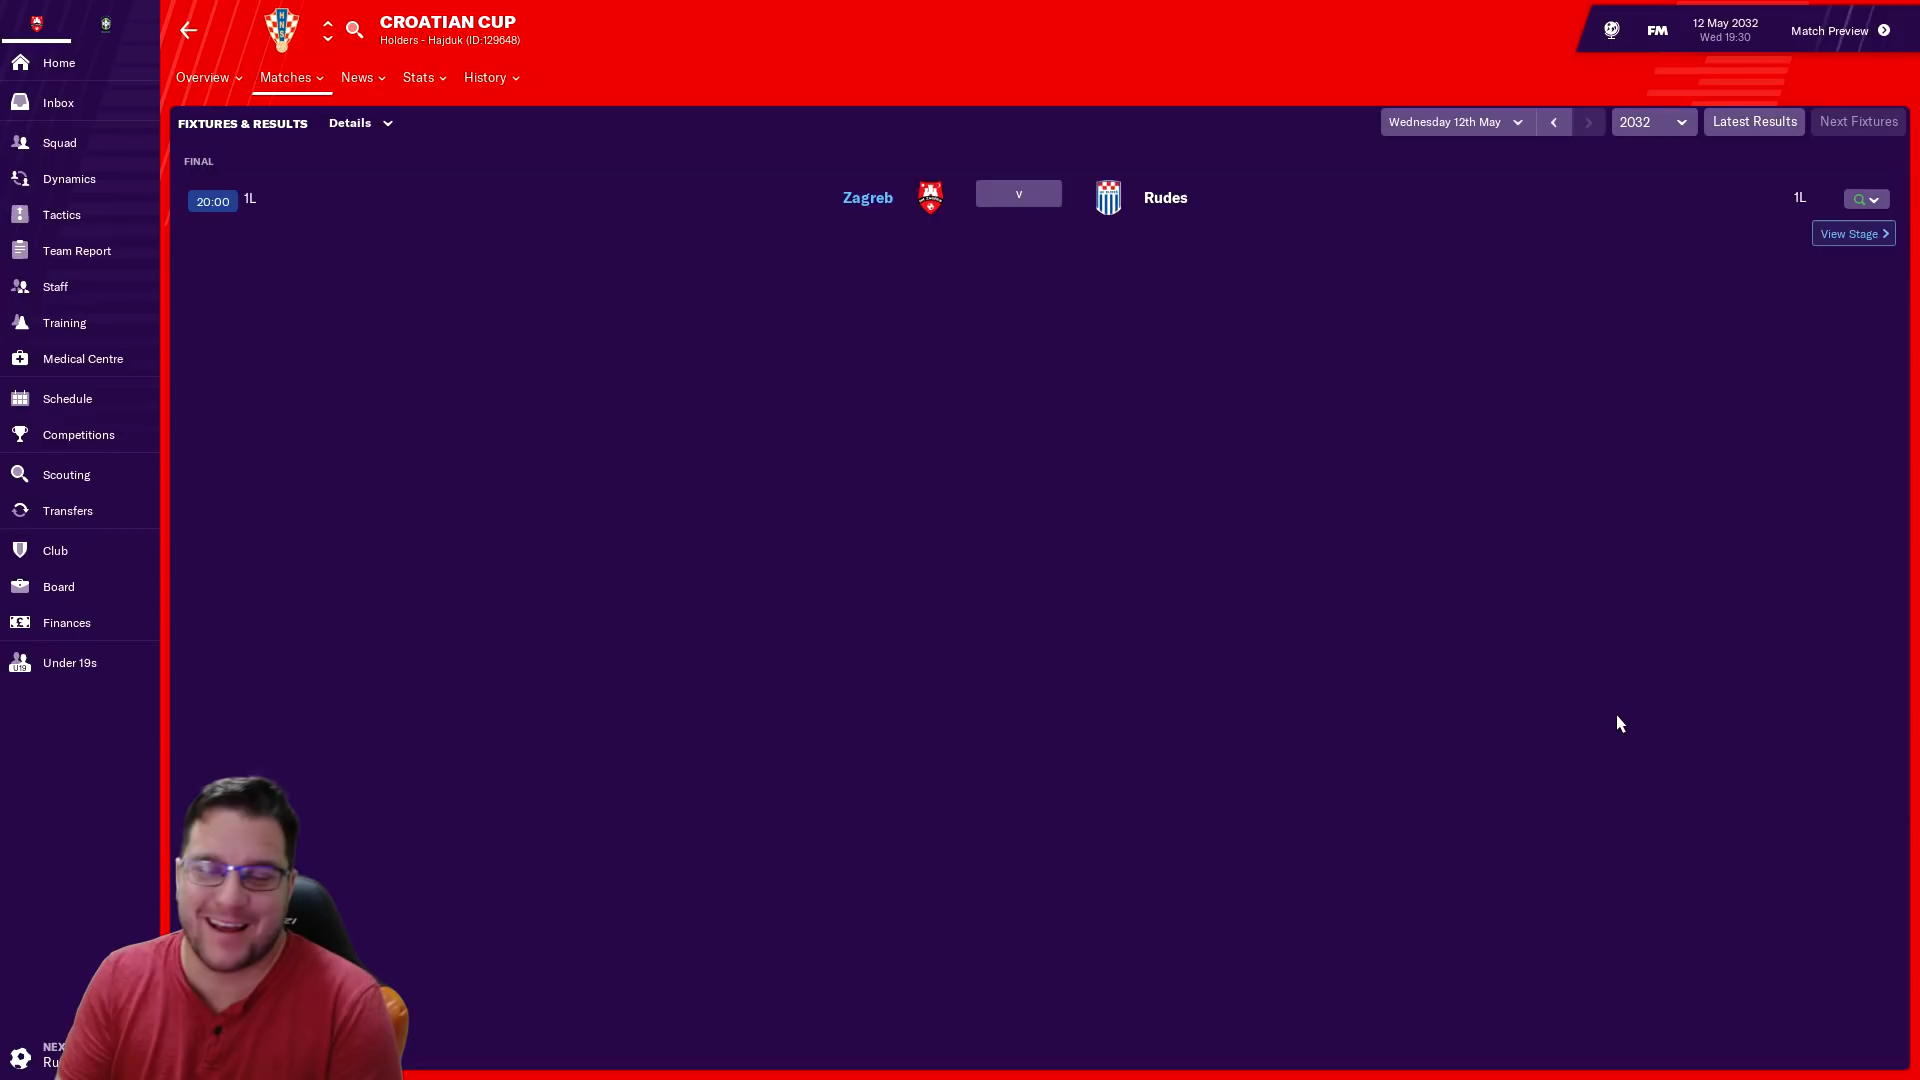 CROATIAN CUP
Holders - Hajduk (ID:129648)
FM
12 May 2032
Wed 19:30
Match Preview
Overview
Matches
News
Stats
History
Home
Inbox
Squad
Dynamics
Tactics
Team Report
Staff
Training
Medical Centre
Schedule
Competitions
Scouting
Transfers
Club
Board
Finances
U19
Under 19s
FIXTURES & RESULTS
Details
Wednesday 12th May
2032
Latest Results
Next Fixtures
FINAL
20:00 1L Zagreb v Rudes 1L
View Stage
NEX
Ru